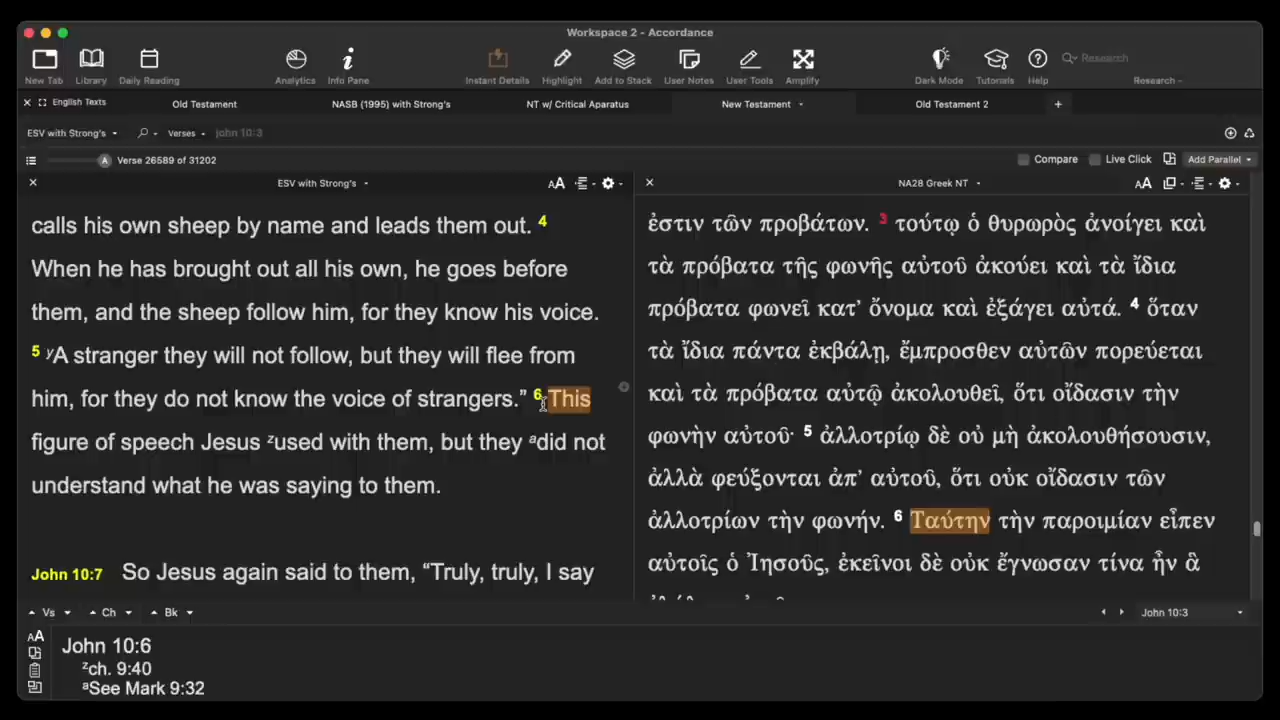 Workspace 2 - Accordance
New Tab Library Daily Reading Analytics Info Pane Instant Details Highlight Add to Stack User Notes User Tools Amplify Dark Mode Tutorials Help Research
Research
English Texts Old Testament NASB (1995) with Strong's NT w/ Critical Apparatus New Testament Old Testament 2 +
ESV with Strong's Verses john 10:3
A Verse 26589 of 31202 Compare Live Click Add Parallel
ESV with Strong's
calls his own sheep by name and leads them out. 4
When he has brought out all his own, he goes before
them, and the sheep follow him, for they know his voice.
5 yA stranger they will not follow, but they will flee from
him, for they do not know the voice of strangers.” 6 This
figure of speech Jesus zused with them, but they adid not
understand what he was saying to them.
John 10:7 So Jesus again said to them, “Truly, truly, I say
NA28 Greek NT
ἐστιν τῶν προβάτων. 3 τούτῳ ὁ θυρωρὸς ἀνοίγει καὶ
τὰ πρόβατα τῆς φωνῆς αὐτοῦ ἀκούει καὶ τὰ ἴδια
πρόβατα φωνεῖ κατ’ ὄνομα καὶ ἐξάγει αὐτά. 4 ὅταν
τὰ ἴδια πάντα ἐκβάλῃ, ἔμπροσθεν αὐτῶν πορεύεται
καὶ τὰ πρόβατα αὐτῷ ἀκολουθεῖ, ὅτι οἴδασιν τὴν
φωνὴν αὐτοῦ· 5 ἀλλοτρίῳ δὲ οὐ μὴ ἀκολουθήσουσιν,
ἀλλὰ φεύξονται ἀπ’ αὐτοῦ, ὅτι οὐκ οἴδασιν τῶν
ἀλλοτρίων τὴν φωνήν. 6 Ταύτην τὴν παροιμίαν εἶπεν
αὐτοῖς ὁ Ἰησοῦς, ἐκεῖνοι δὲ οὐκ ἔγνωσαν τίνα ἦν ἃ
Vs Ch Bk John 10:3
John 10:6
zch. 9:40
aSee Mark 9:32